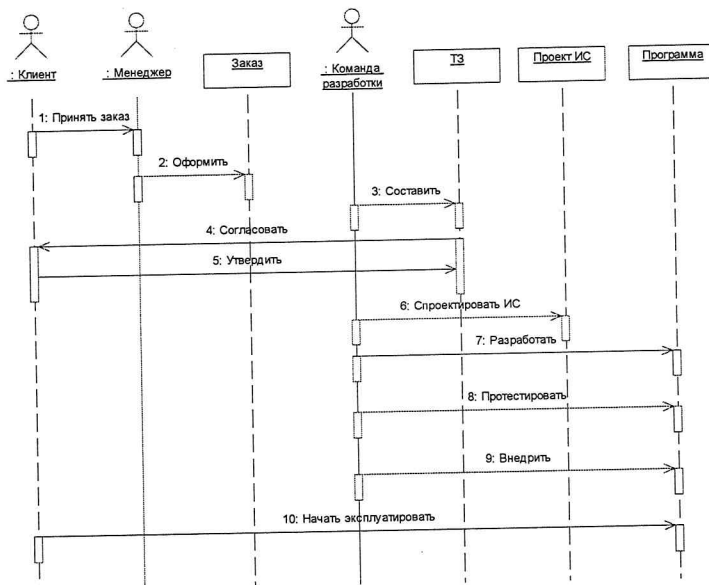 : Клиент
: Менеджер
Заказ
: Команда
разработки
ТЗ
Проект ИС
Программа
1: Принять заказ
2: Оформить
3: Составить
4: Согласовать
5: Утвердить
6: Спроектировать ИС
7: Разработать
8: Протестировать
9: Внедрить
10: Начать эксплуатировать